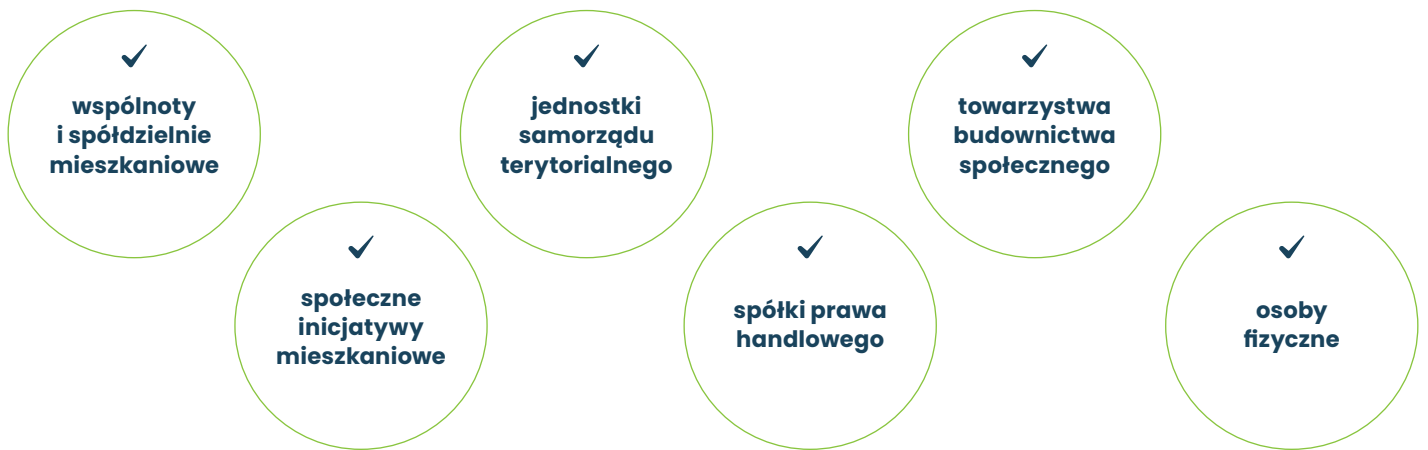 wspólnoty
i spółdzielnie
mieszkaniowe
społeczne
inicjatywy
mieszkaniowe
jednostki
samorządu
terytorialnego
spółki prawa
handlowego
towarzystwa
budownictwa
społecznego
osoby
fizyczne